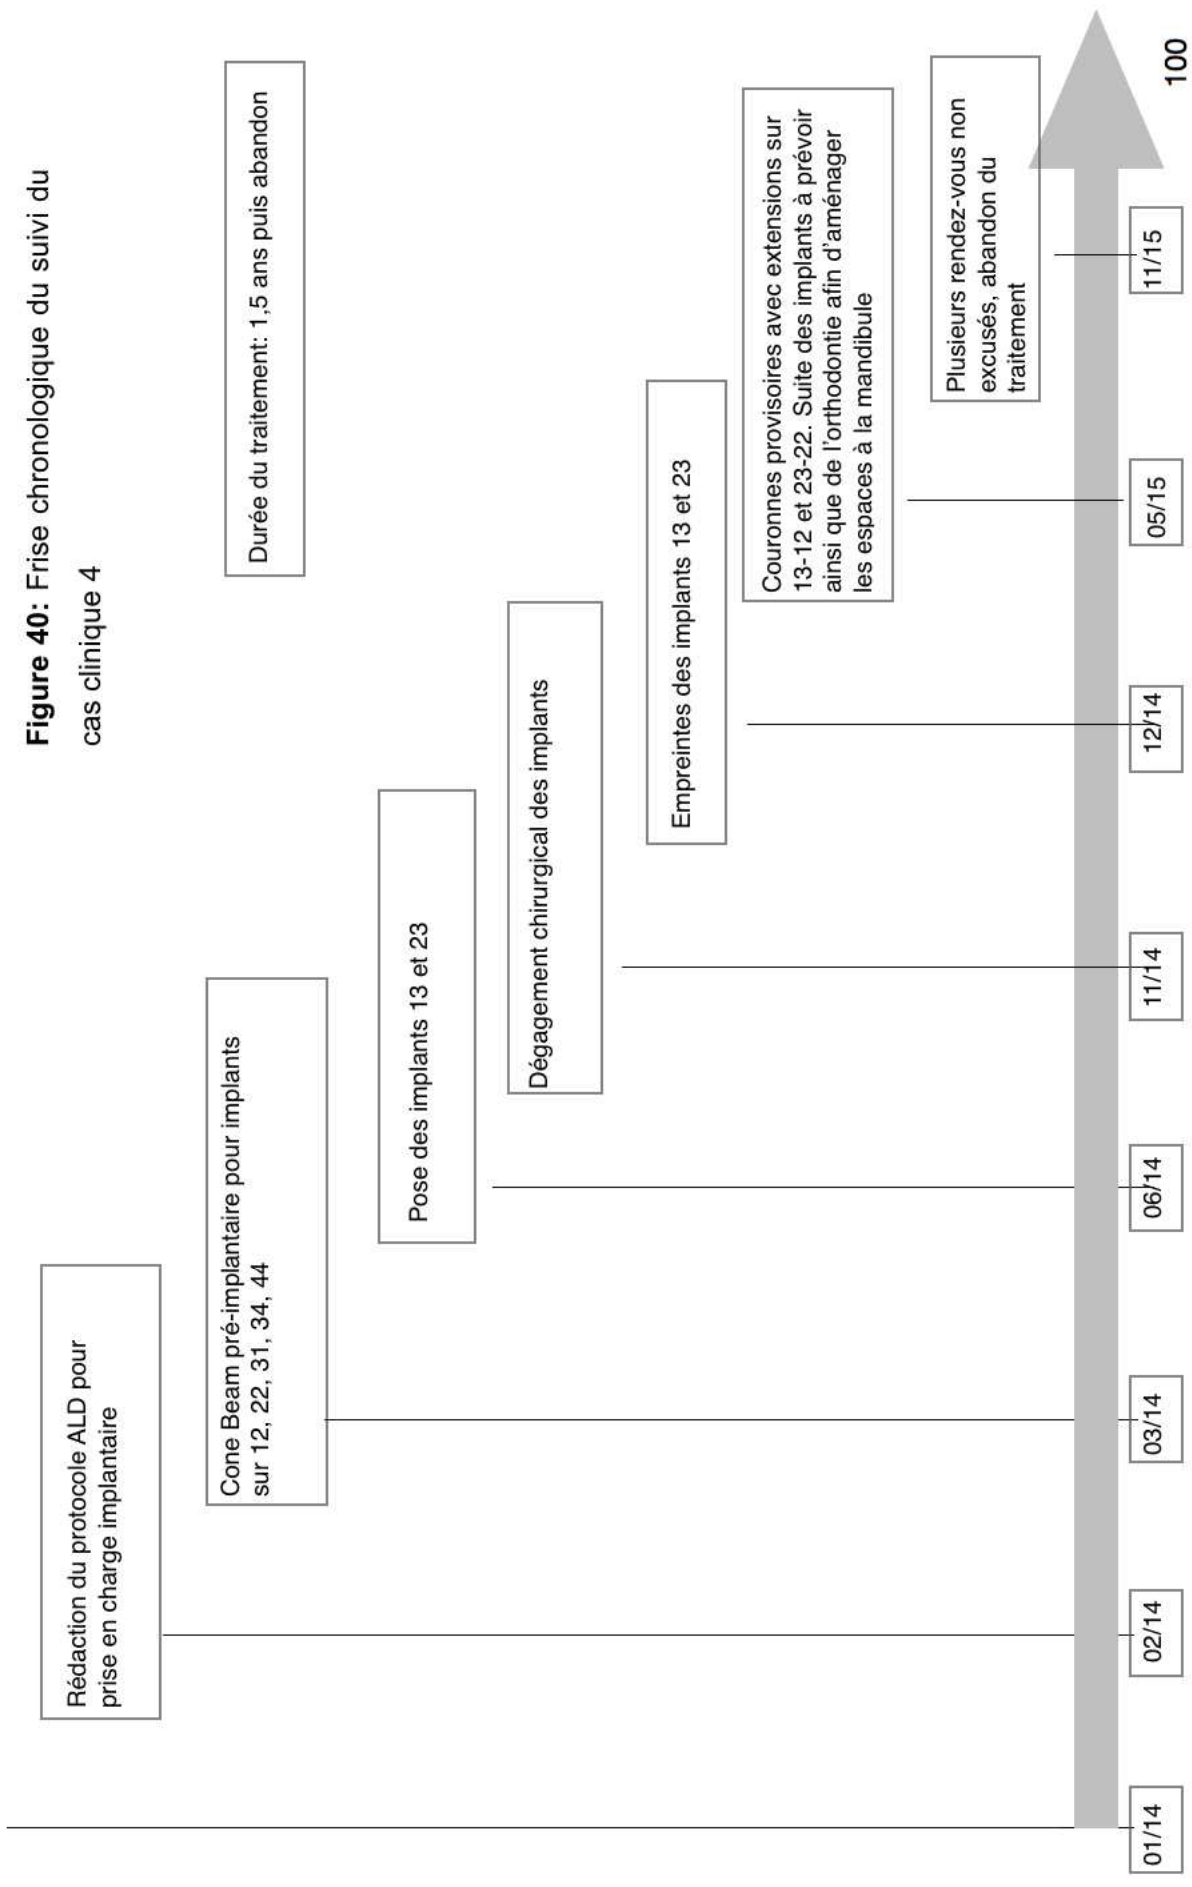 Figure 40: Frise chronologique du suivi du
cas clinique 4
Durée du traitement: 1,5 ans puis abandon
Rédaction du protocole ALD pour
prise en charge implantaire
Cone Beam pré-implantaire pour implants
sur 12, 22, 31, 34, 44
Pose des implants 13 et 23
Dégagement chirurgical des implants
Empreintes des implants 13 et 23
Couronnes provisoires avec extensions sur
13-12 et 23-22. Suite des implants à prévoir
ainsi que de l'orthodontie afin d'aménager
les espaces à la mandibule
Plusieurs rendez-vous non
excusés, abandon du
traitement
01/14
02/14
03/14
06/14
11/14
12/14
05/15
11/15
100